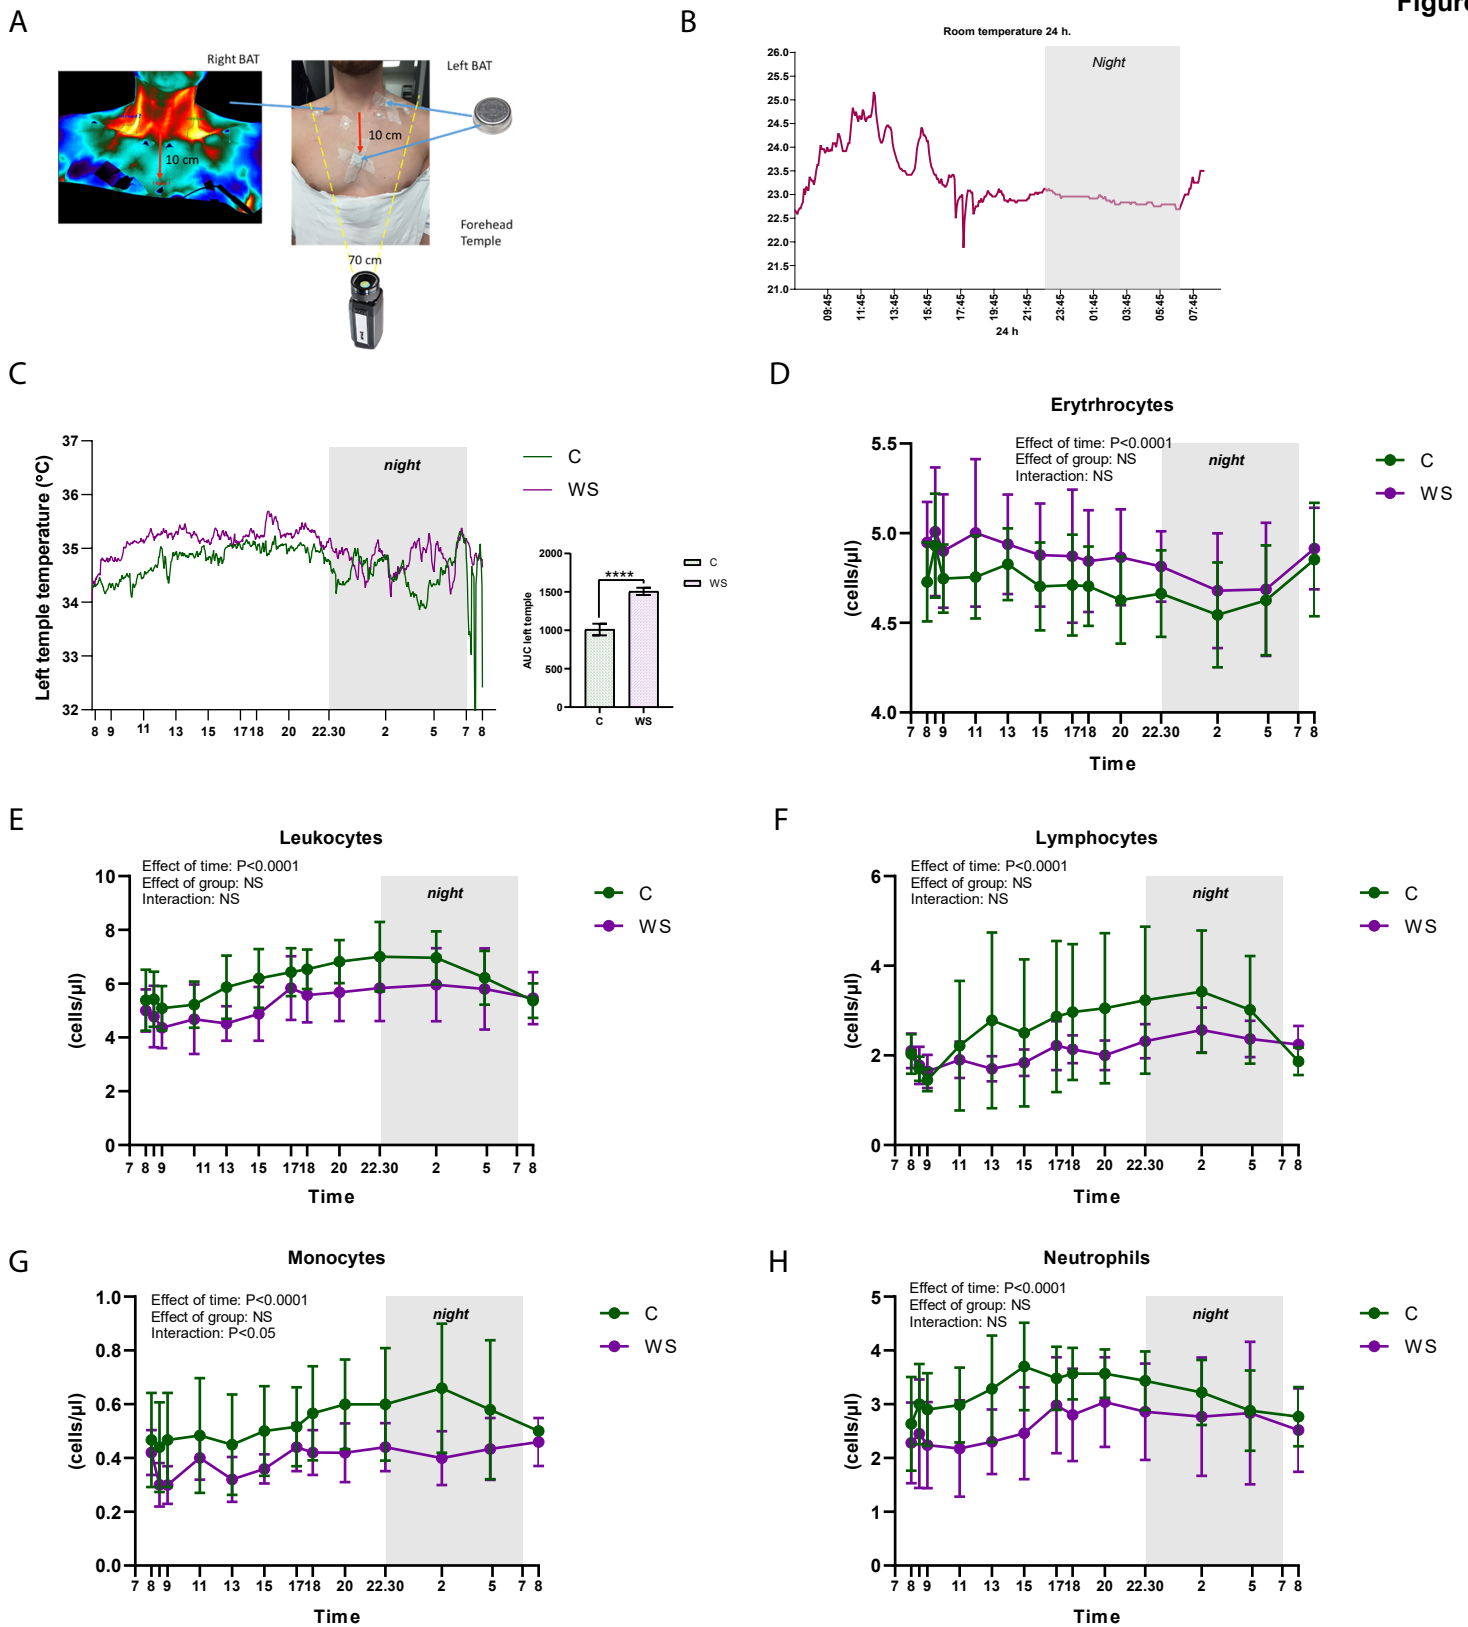 Figure
A
Right BAT
Left BAT
10 cm
10 cm
Forehead
Temple
70 cm
B
Room temperature 24 h.
Night
26.0
25.5
25.0
24.5
24.0
23.5
23.0
22.5
22.0
21.5
21.0
09:45 11:45 13:45 15:45 17:45 19:45 21:45 23:45 01:45 03:45 05:45 07:45
24 h
C
Left temple temperature (°C)
37
36
35
34
33
32
night
8 9 11 13 15 17 18 20 22.30 2 5 7 8
C
WS
AUC left temple
2000
1500
1000
500
0
****
C WS
C
WS
D
Erytrhrocytes
Effect of time: P<0.0001
Effect of group: NS
Interaction: NS
night
(cells/µl)
5.5
5.0
4.5
4.0
7 8 9 11 13 15 17 18 20 22.30 2 5 7 8
Time
C
WS
E
Leukocytes
Effect of time: P<0.0001
Effect of group: NS
Interaction: NS
night
(cells/µl)
10
8
6
4
2
0
7 8 9 11 13 15 17 18 20 22.30 2 5 7 8
Time
C
WS
F
Lymphocytes
Effect of time: P<0.0001
Effect of group: NS
Interaction: NS
night
(cells/µl)
6
4
2
0
7 8 9 11 13 15 17 18 20 22.30 2 5 7 8
Time
C
WS
G
Monocytes
Effect of time: P<0.0001
Effect of group: NS
Interaction: P<0.05
night
(cells/µl)
1.0
0.8
0.6
0.4
0.2
0.0
7 8 9 11 13 15 17 18 20 22.30 2 5 7 8
Time
C
WS
H
Neutrophils
Effect of time: P<0.0001
Effect of group: NS
Interaction: NS
night
(cells/µl)
5
4
3
2
1
0
7 8 9 11 13 15 17 18 20 22.30 2 5 7 8
Time
C
WS